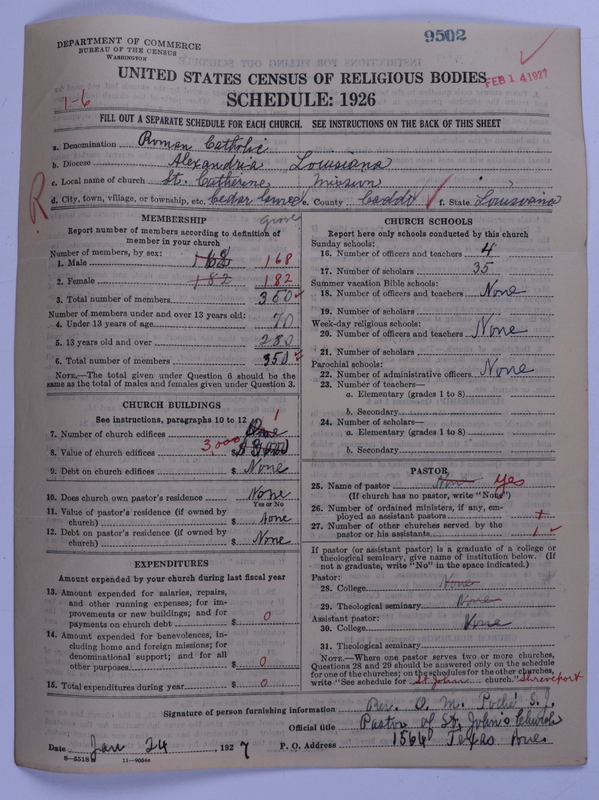 9502
DEPARTMENT OF COMMERCE
BUREAU OF THE CENSUS
WASHINGTON
UNITED STATES CENSUS OF RELIGIOUS BODIES
FEB 14 1927
1-6
SCHEDULE: 1926
FILL OUT A SEPARATE SCHEDULE FOR EACH CHURCH. SEE INSTRUCTIONS ON THE BACK OF THIS SHEET
a. Denomination Roman Catholic
b. Diocese Alexandria Louisiana
c. Local name of church St. Catherine Mission
R
d. City, town, village, or township, etc. Cedar Grove e. County Caddo f. State Louisiana
Grove
MEMBERSHIP
Report number of members according to definition of
member in your church
Number of members, by sex:
1. Male 168 168
2. Female 182 182
3. Total number of members 350
Number of members under and over 13 years old:
4. Under 13 years of age 70
5. 13 years old and over 280
6. Total number of members 350
NOTE.—The total given under Question 6 should be
same as the total of males and females given under Question 3.
CHURCH BUILDINGS
See instructions, paragraphs 10 to 12
7. Number of church edifices One 1
8. Value of church edifices 3,000 $ 3,000
9. Debt on church edifices $ None
10. Does church own pastor's residence None
Yes or No
11. Value of pastor's residence (if owned by
church) $ None
12. Debt on pastor's residence (if owned by
church) $ None
EXPENDITURES
Amount expended by your church during last fiscal year
13. Amount expended for salaries, repairs,
and other running expenses; for im-
provements or new buildings; and for
payments on church debt $ 0
14. Amount expended for benevolences, in-
cluding home and foreign missions; for
denominational support; and for all
other purposes $ 0
15. Total expenditures during year $ 0
CHURCH SCHOOLS
Report here only schools conducted by this church
Sunday schools:
16. Number of officers and teachers 4
17. Number of scholars 35
Summer vacation Bible schools:
18. Number of officers and teachers None
19. Number of scholars
Week-day religious schools:
20. Number of officers and teachers None
21. Number of scholars
Parochial schools:
22. Number of administrative officers None
23. Number of teachers—
a. Elementary (grades 1 to 8)
b. Secondary
24. Number of scholars—
a. Elementary (grades 1 to 8)
b. Secondary
PASTOR
25. Name of pastor None Yes
(If church has no pastor, write "None")
26. Number of ordained ministers, if any, em-
ployed as assistant pastors
27. Number of other churches served by the
pastor or his assistants 1
If pastor (or assistant pastor) is a graduate of a college or
theological seminary, give name of institution below. (If
not a graduate, write "No" in the space indicated.)
Pastor:
28. College None
29. Theological seminary None
Assistant pastor:
30. College None
31. Theological seminary
NOTE.—Where one pastor serves two or more churches,
Questions 28 and 29 should be answered only on the schedule
for one of the churches; on the schedules for the other churches,
write "See schedule for St Johns church." Shreveport
Signature of person furnishing information Rev. O. M. Poché S. J.
Official title Pastor of St. John's Church
Date Jan 24, 1927 P. O. Address 1566 Texas Ave.
8-5518
11-9054